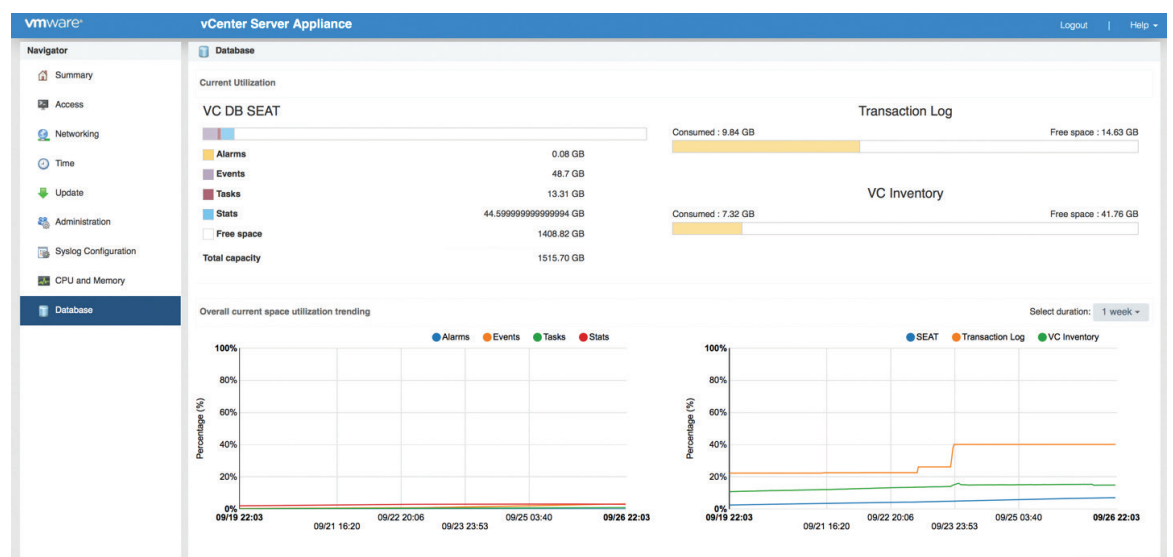 vmware®
vCenter Server Appliance
Logout | Help
Navigator
Summary
Access
Networking
Time
Update
Administration
Syslog Configuration
CPU and Memory
Database
Database
Current Utilization
VC DB SEAT
Alarms 0.08 GB
Events 48.7 GB
Tasks 13.31 GB
Stats 44.599999999999994 GB
Free space 1408.82 GB
Total capacity 1515.70 GB
Transaction Log
Consumed : 9.84 GB Free space : 14.63 GB
VC Inventory
Consumed : 7.32 GB Free space : 41.76 GB
Overall current space utilization trending
Select duration: 1 week
Alarms Events Tasks Stats
100%
80%
60%
40%
20%
0%
Percentage (%)
09/19 22:03 09/21 16:20 09/22 20:06 09/23 23:53 09/25 03:40 09/26 22:03
SEAT Transaction Log VC Inventory
100%
80%
60%
40%
20%
0%
Percentage (%)
09/19 22:03 09/21 16:20 09/22 20:06 09/23 23:53 09/25 03:40 09/26 22:03